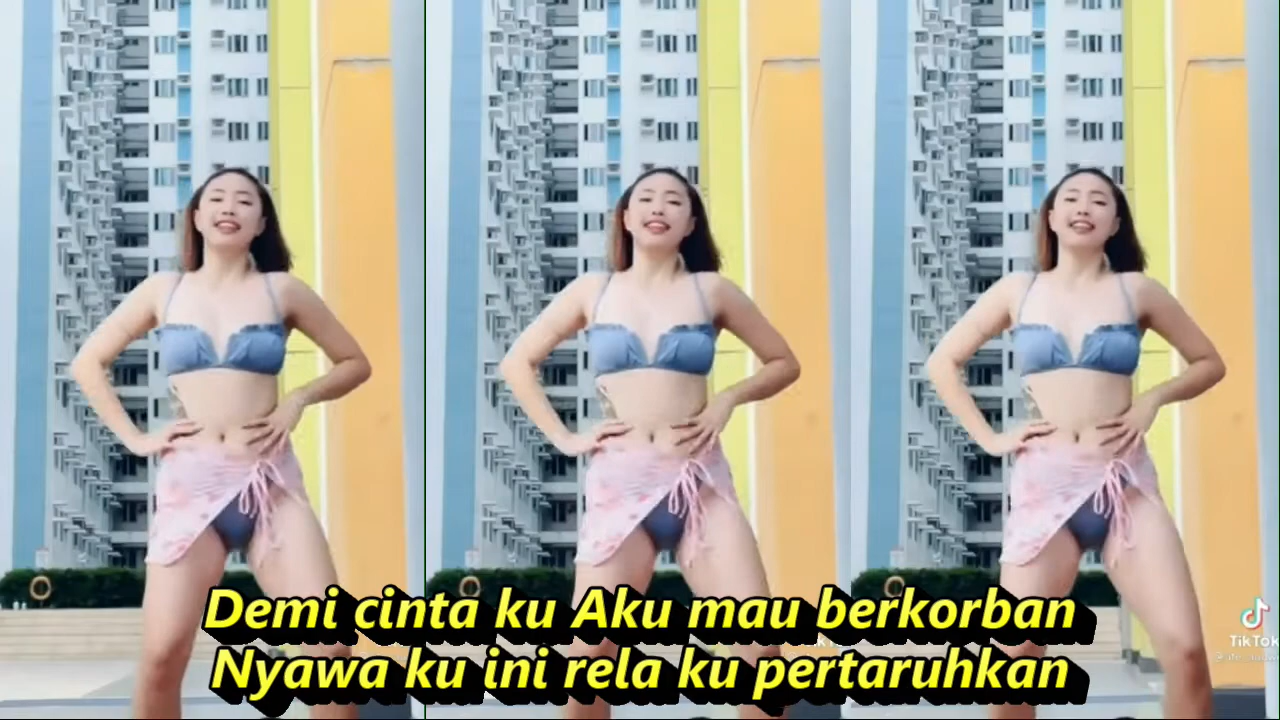 Demi cinta ku Aku mau berkorban
Nyawa ku ini rela ku pertaruhkan
TikTok